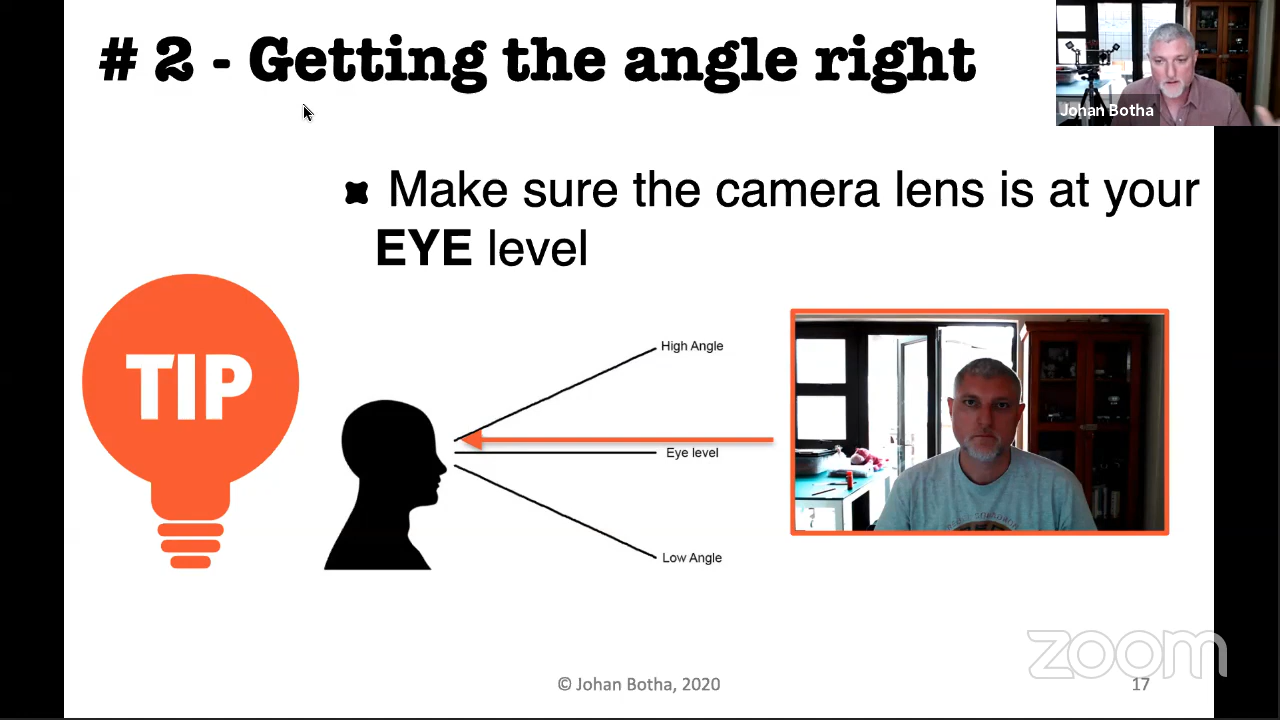 # 2 - Getting the angle right
Johan Botha
Make sure the camera lens is at your
EYE level
TIP
High Angle
Eye level
Low Angle
zoom
© Johan Botha, 2020
17